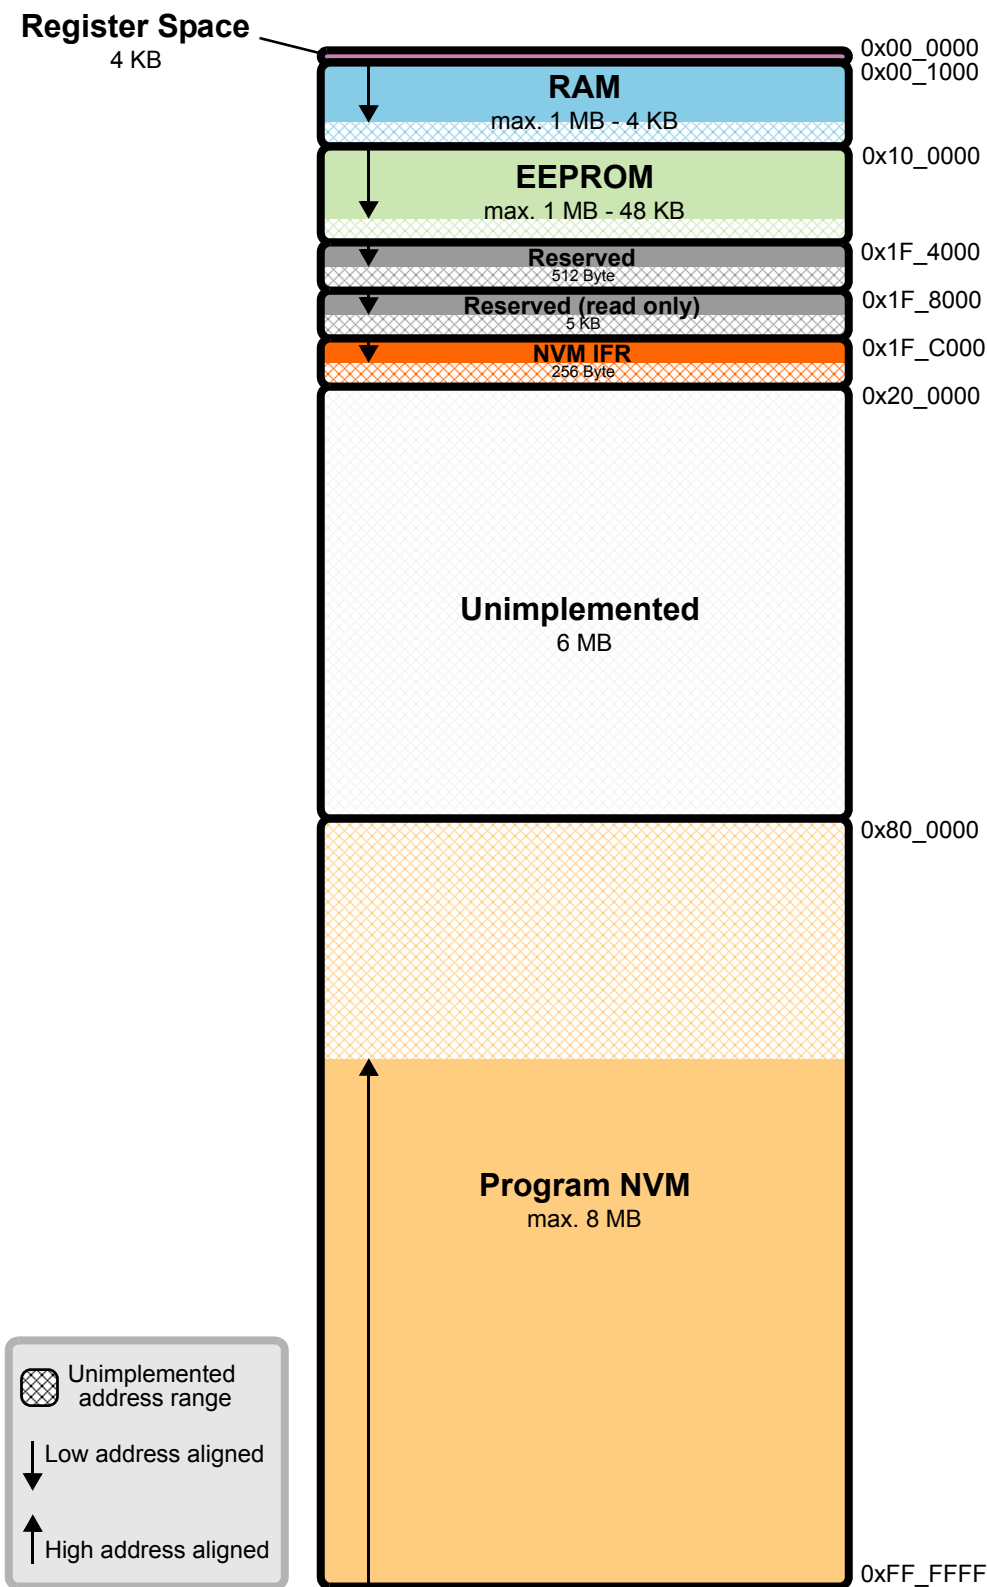 Register Space
4 KB
0x00_0000
0x00_1000
RAM
max. 1 MB - 4 KB
0x10_0000
EEPROM
max. 1 MB - 48 KB
0x1F_4000
Reserved
512 Byte
0x1F_8000
Reserved (read only)
5 KB
0x1F_C000
NVM IFR
256 Byte
0x20_0000
Unimplemented
6 MB
0x80_0000
Program NVM
max. 8 MB
Unimplemented
address range
Low address aligned
High address aligned
0xFF_FFFF